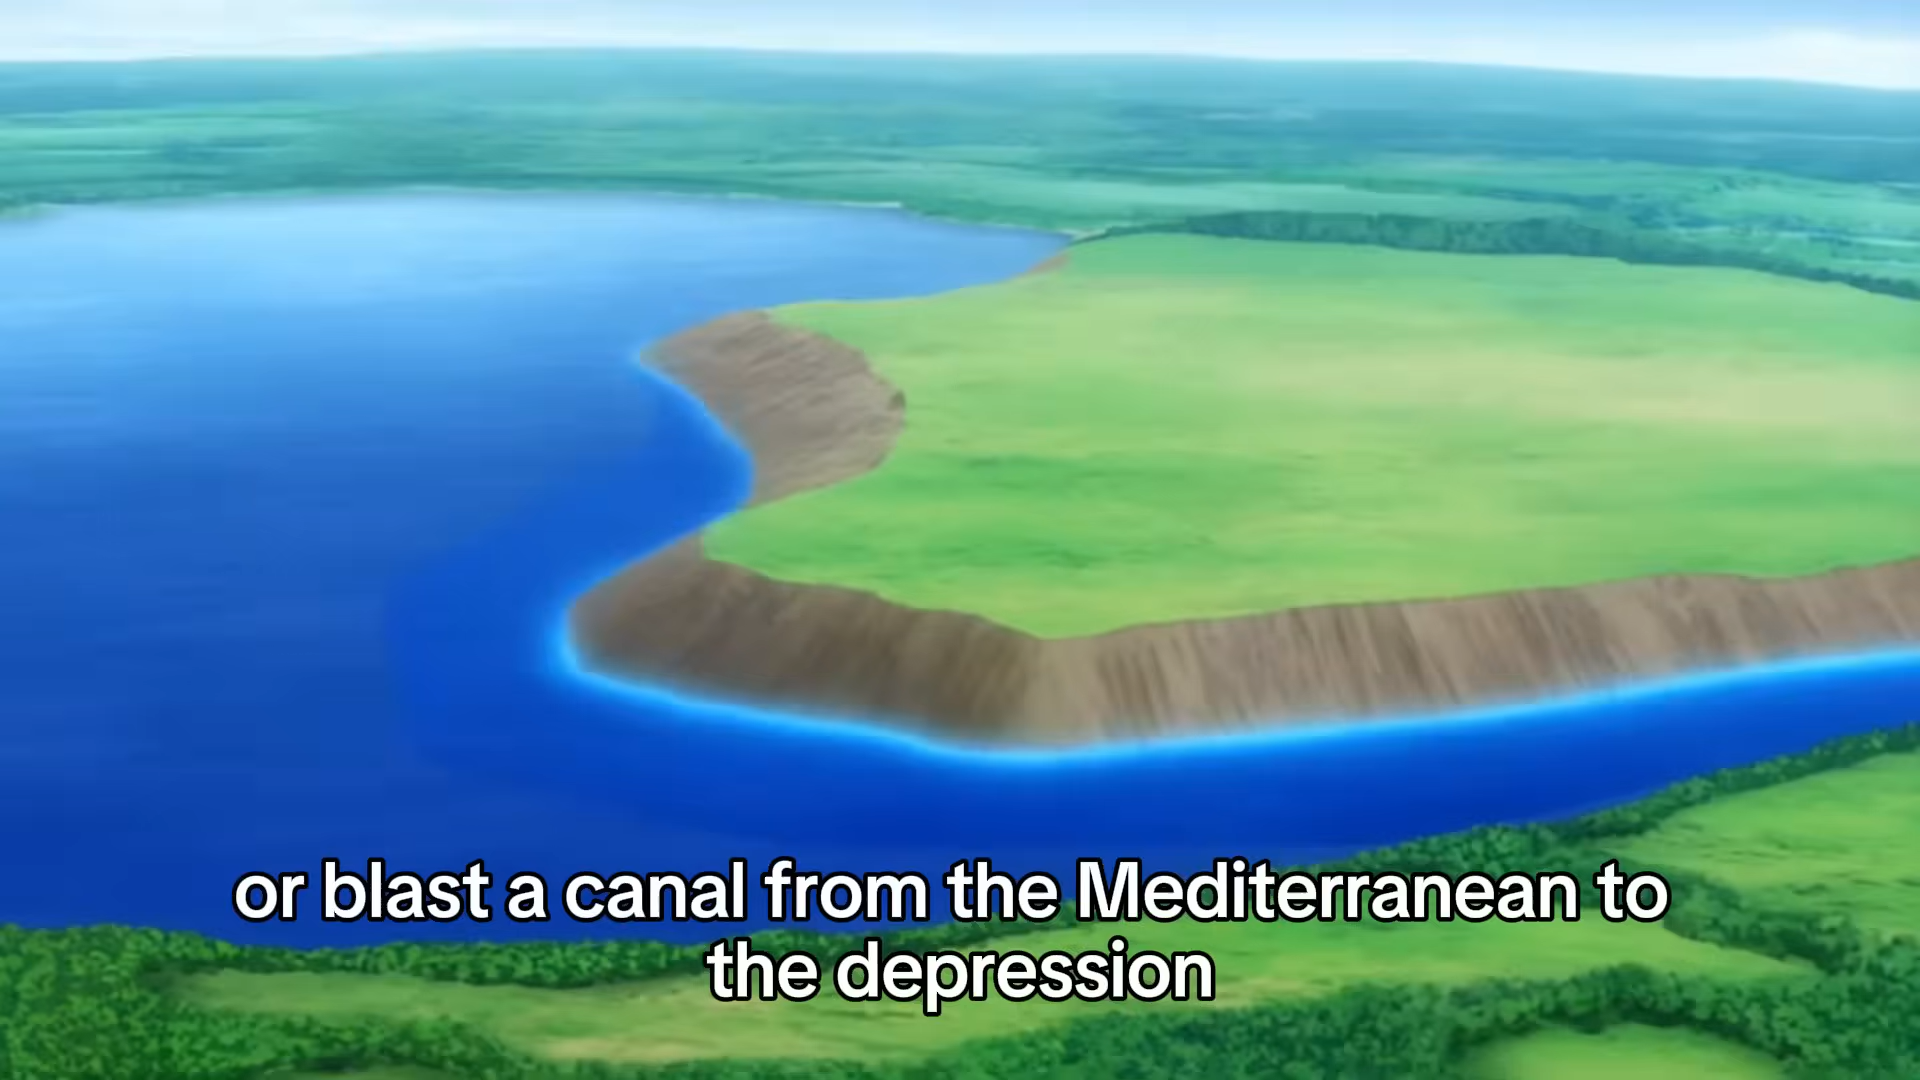 or blast a canal from the Mediterranean to
the depression